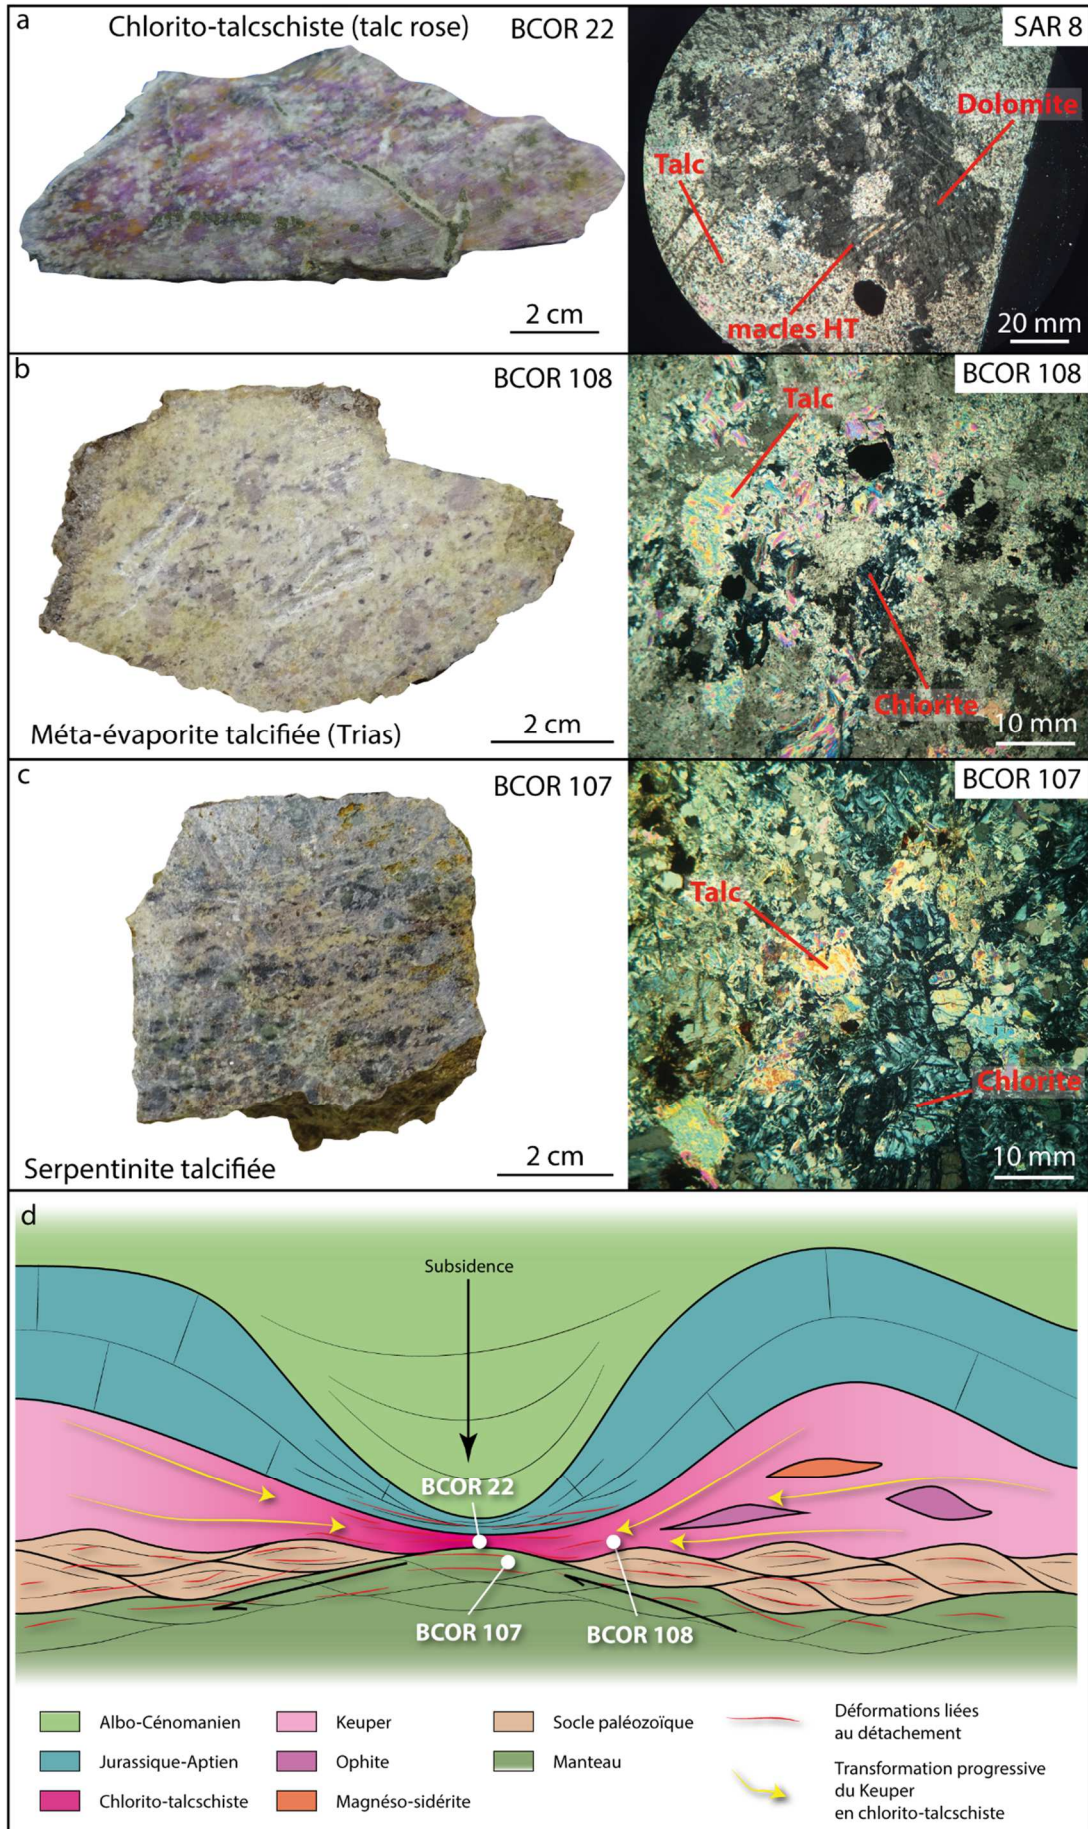 a
Chlorito-talcschiste (talc rose)
BCOR 22
2 cm
SAR 8
Dolomite
Talc
macles HT
20 mm
b
BCOR 108
2 cm
Méta-évaporite talcifiée (Trias)
BCOR 108
Talc
Chlorite
10 mm
c
BCOR 107
2 cm
Serpentinite talcifiée
BCOR 107
Talc
Chlorite
10 mm
d
Subsidence
BCOR 22
BCOR 107
BCOR 108
Albo-Cénomanien
Jurassique-Aptien
Chlorito-talcschiste
Keuper
Ophite
Magnéso-sidérite
Socle paléozoïque
Manteau
Déformations liées
au détachement
Transformation progressive
du Keuper
en chlorito-talcschiste